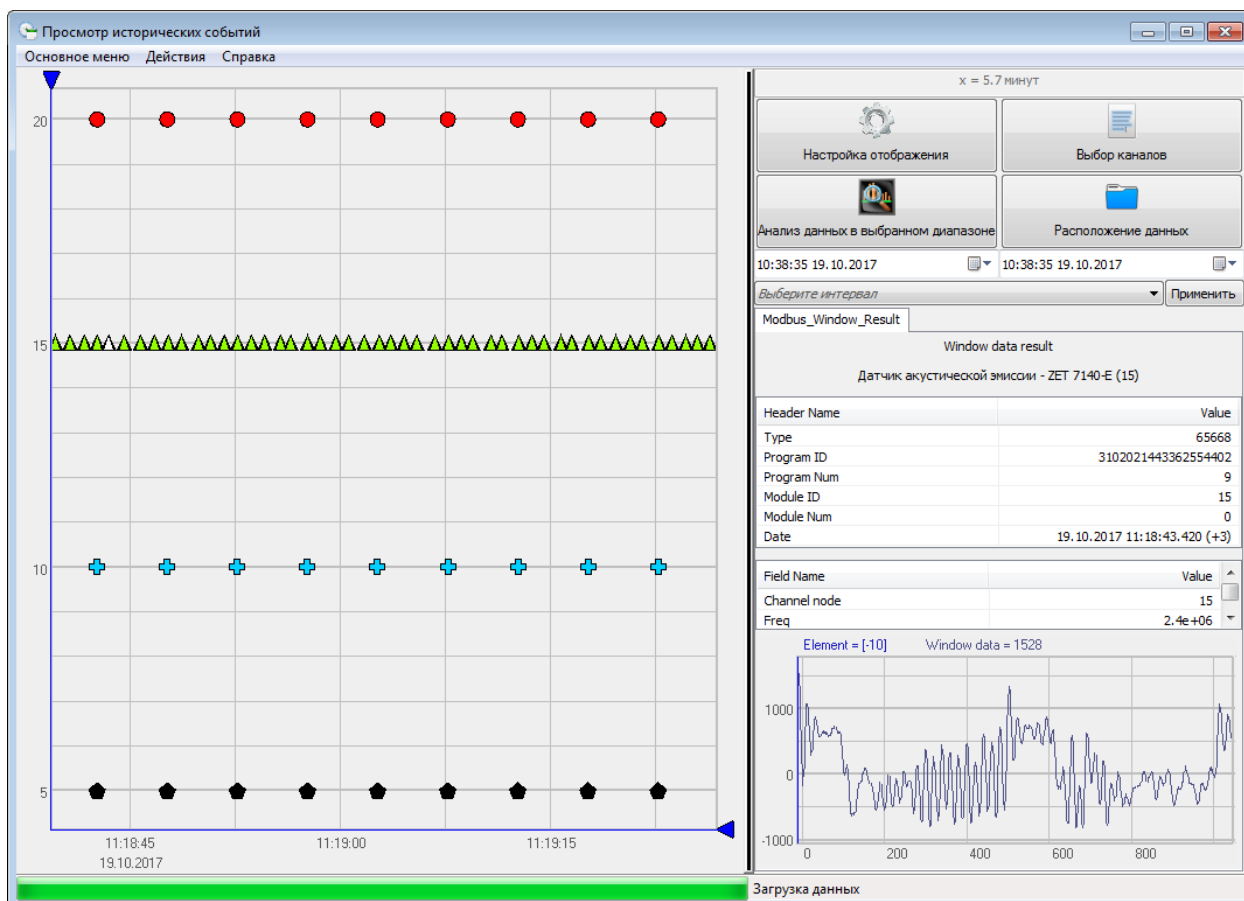 Просмотр исторических событий
Основное меню Действия Справка
20
15
10
5
11:18:45 11:19:00 11:19:15
19.10.2017
x = 5.7 минут
Настройка отображения Выбор каналов
Анализ данных в выбранном диапазоне Расположение данных
10:38:35 19.10.2017 10:38:35 19.10.2017
Выберите интервал Применить
Modbus_Window_Result
Window data result
Датчик акустической эмиссии - ZET 7140-E (15)
Header Name Value
Type 65668
Program ID 3102021443362554402
Program Num 9
Module ID 15
Module Num 0
Date 19.10.2017 11:18:43.420 (+3)
Field Name Value
Channel node 15
Freq 2.4e+06
Element = [-10] Window data = 1528
1000
0
-1000
0 200 400 600 800
Загрузка данных